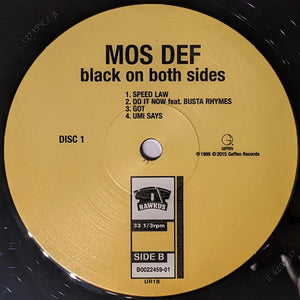 MOS DEF
black on both sides
1. SPEED LAW
2. DO IT NOW feat. BUSTA RHYMES
3. GOT
4. UMI SAYS
DISC 1
GEFFEN
℗ 1999 © 2015 Geffen Records
RAWKUS
33 1/3rpm
SIDE B
B0022459-01
UR1B